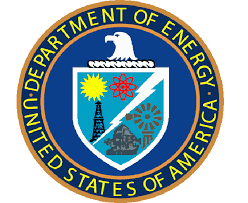 DEPARTMENT OF ENERGY
UNITED STATES OF AMERICA